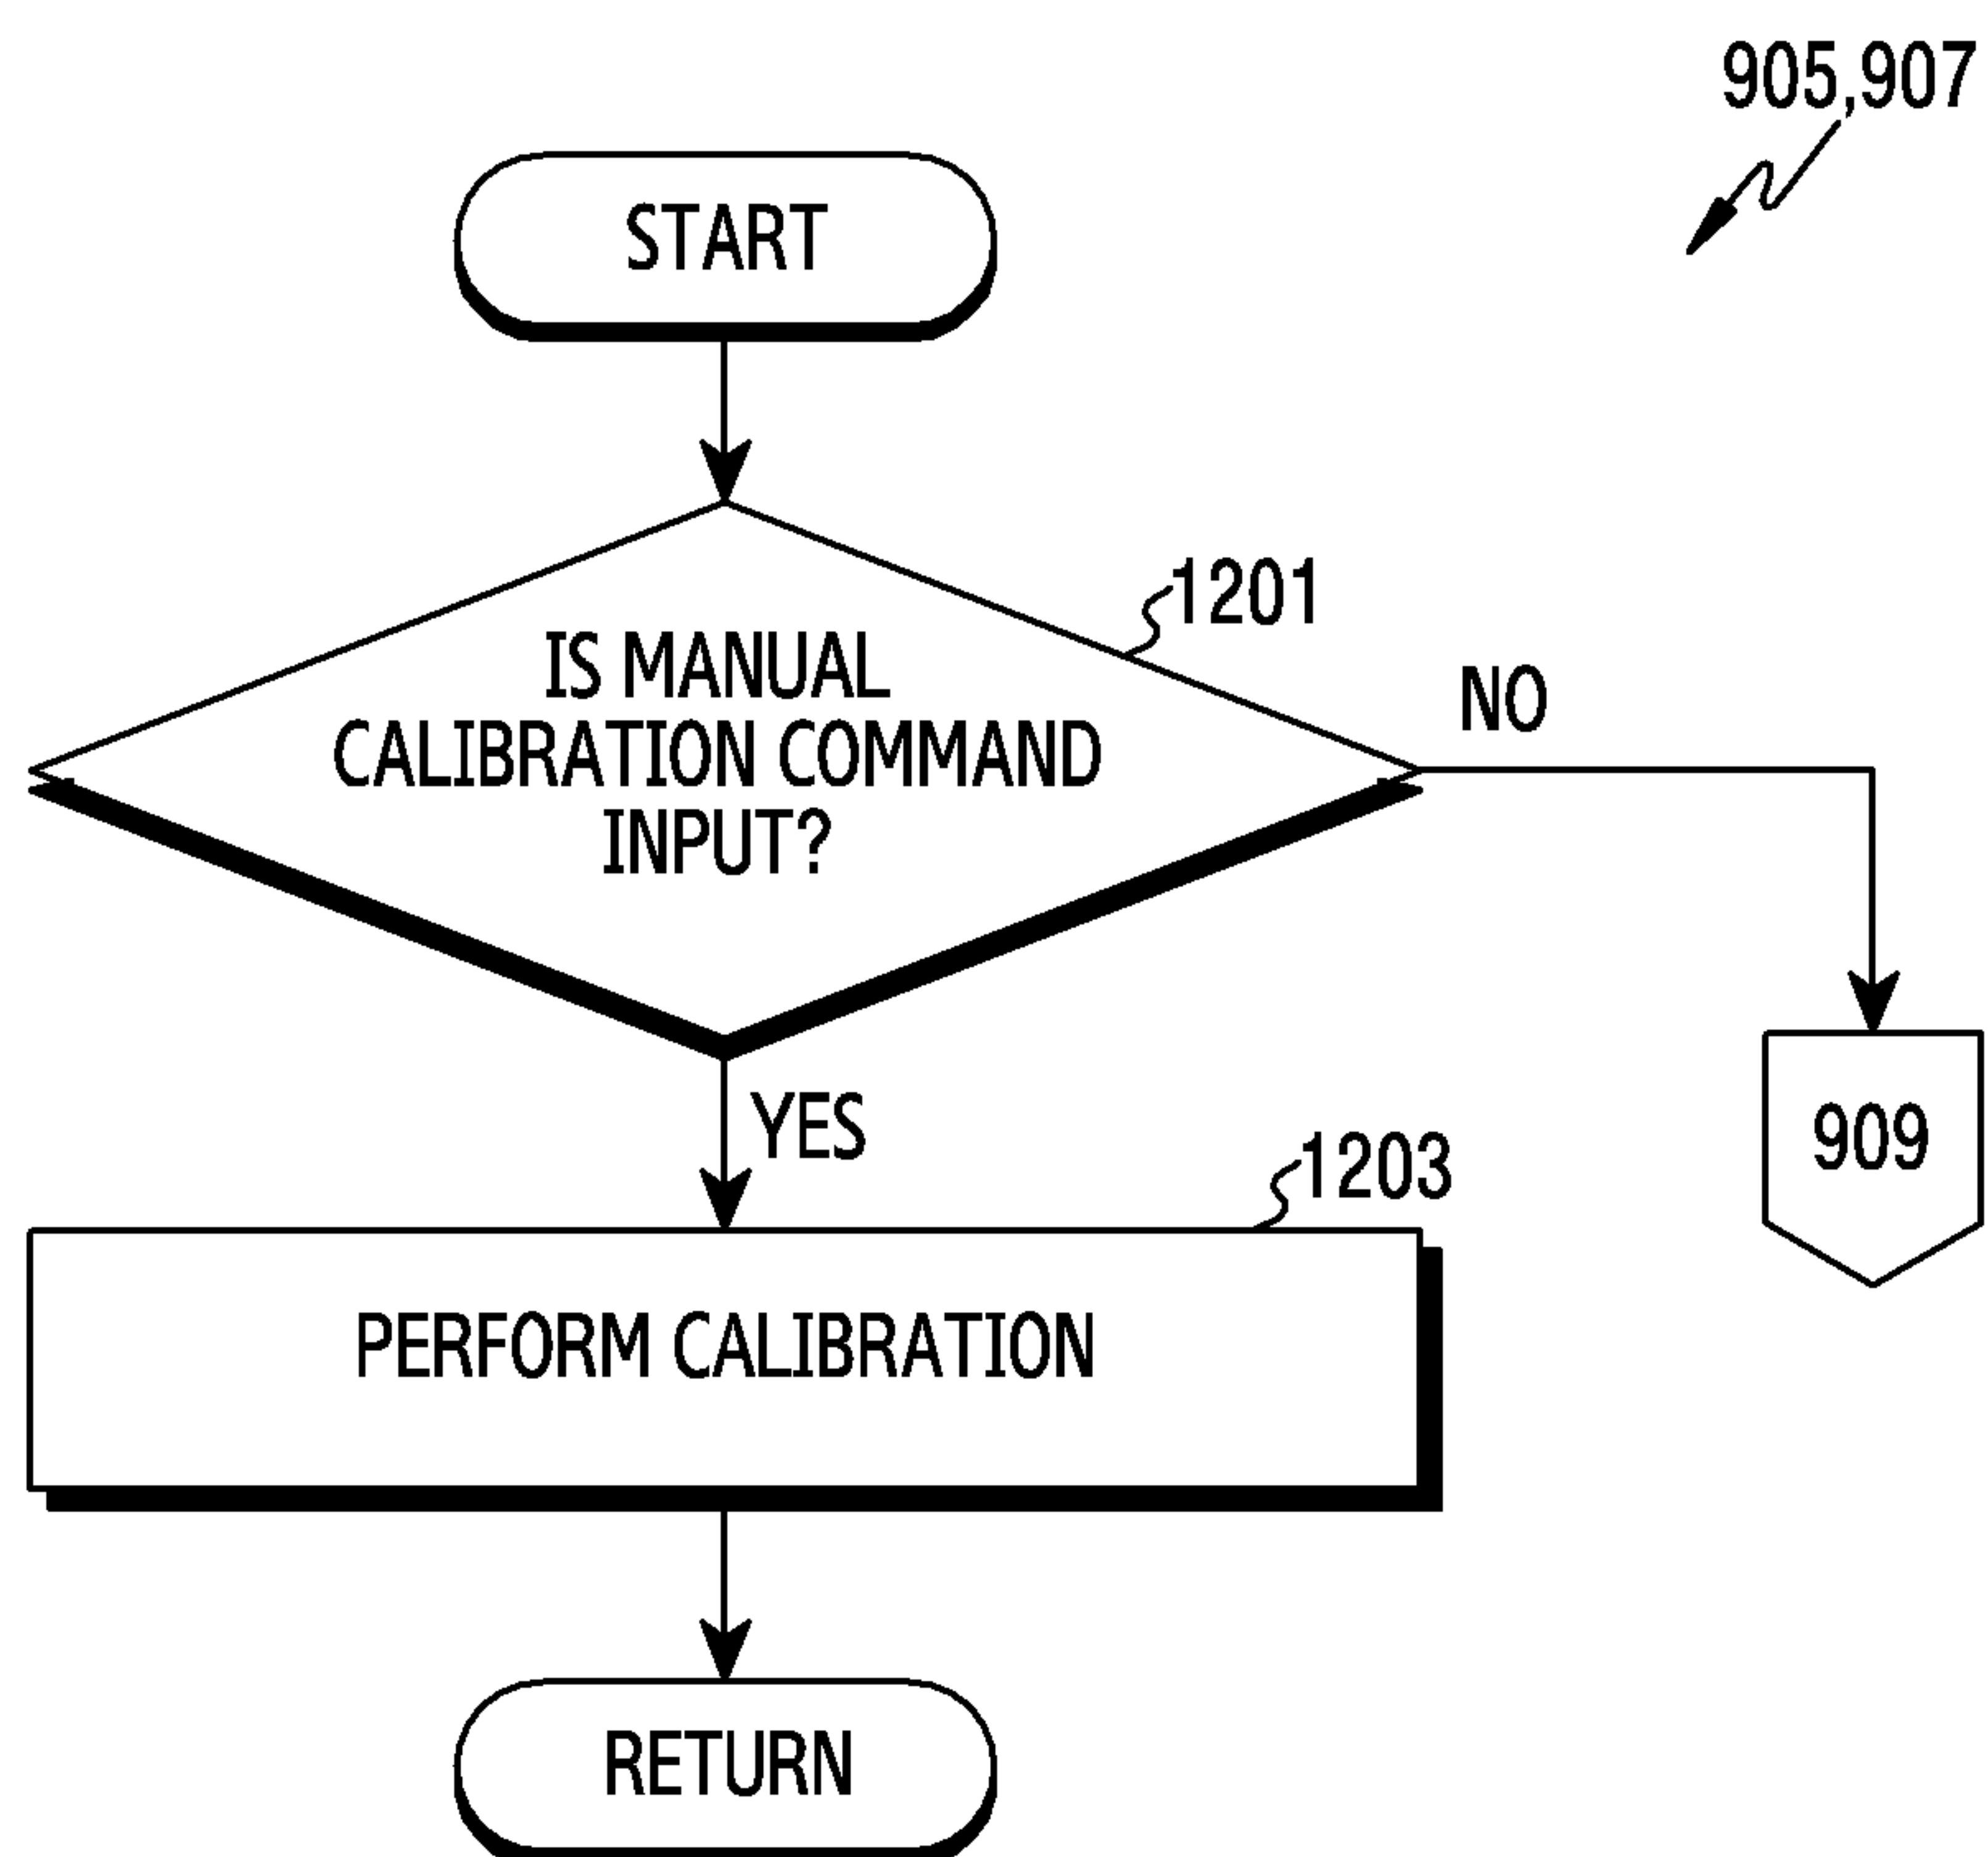 905,907
START
1201
IS MANUAL
CALIBRATION COMMAND
INPUT?
NO
YES
909
1203
PERFORM CALIBRATION
RETURN